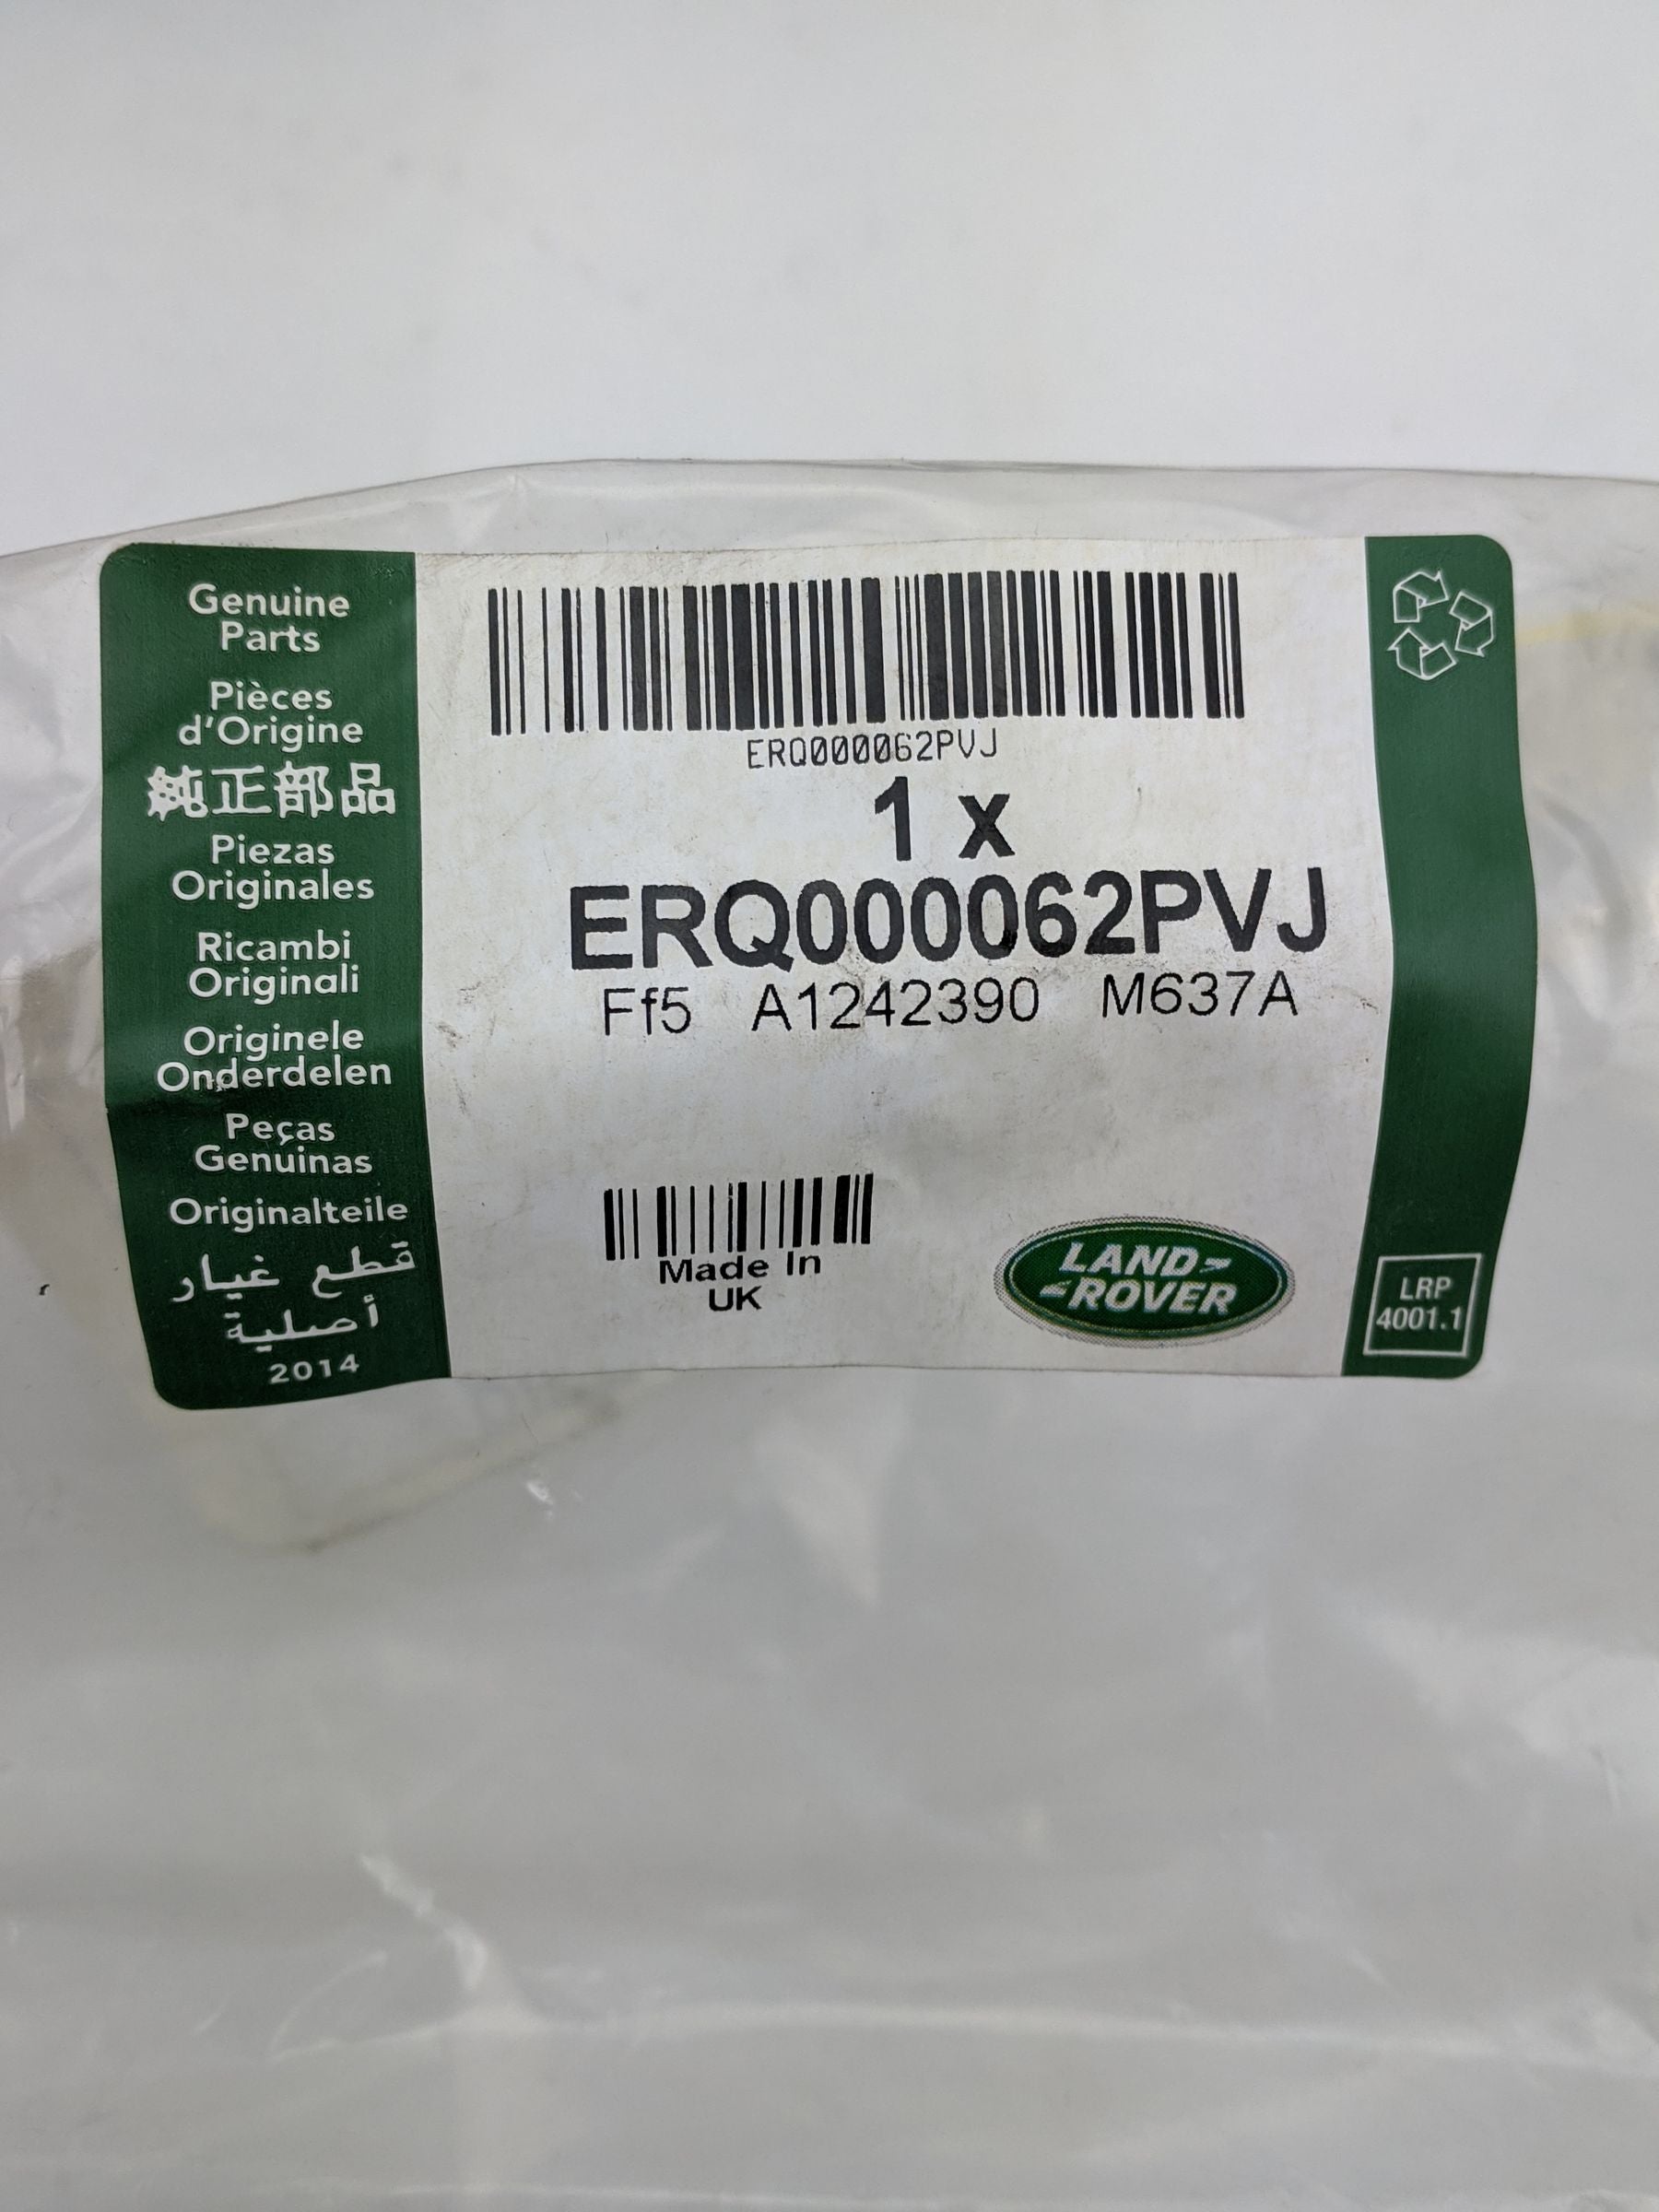 Genuine
Parts
Pièces
d'Origine
純正部品
Piezas
Originales
Ricambi
Originali
Originele
Onderdelen
Peças
Genuinas
Originalteile
قطع غيار
أصلية
2014
ERQ000062PVJ
1 x
ERQ000062PVJ
Ff5 A1242390 M637A
Made In
UK
LAND-
-ROVER
LRP
4001.1